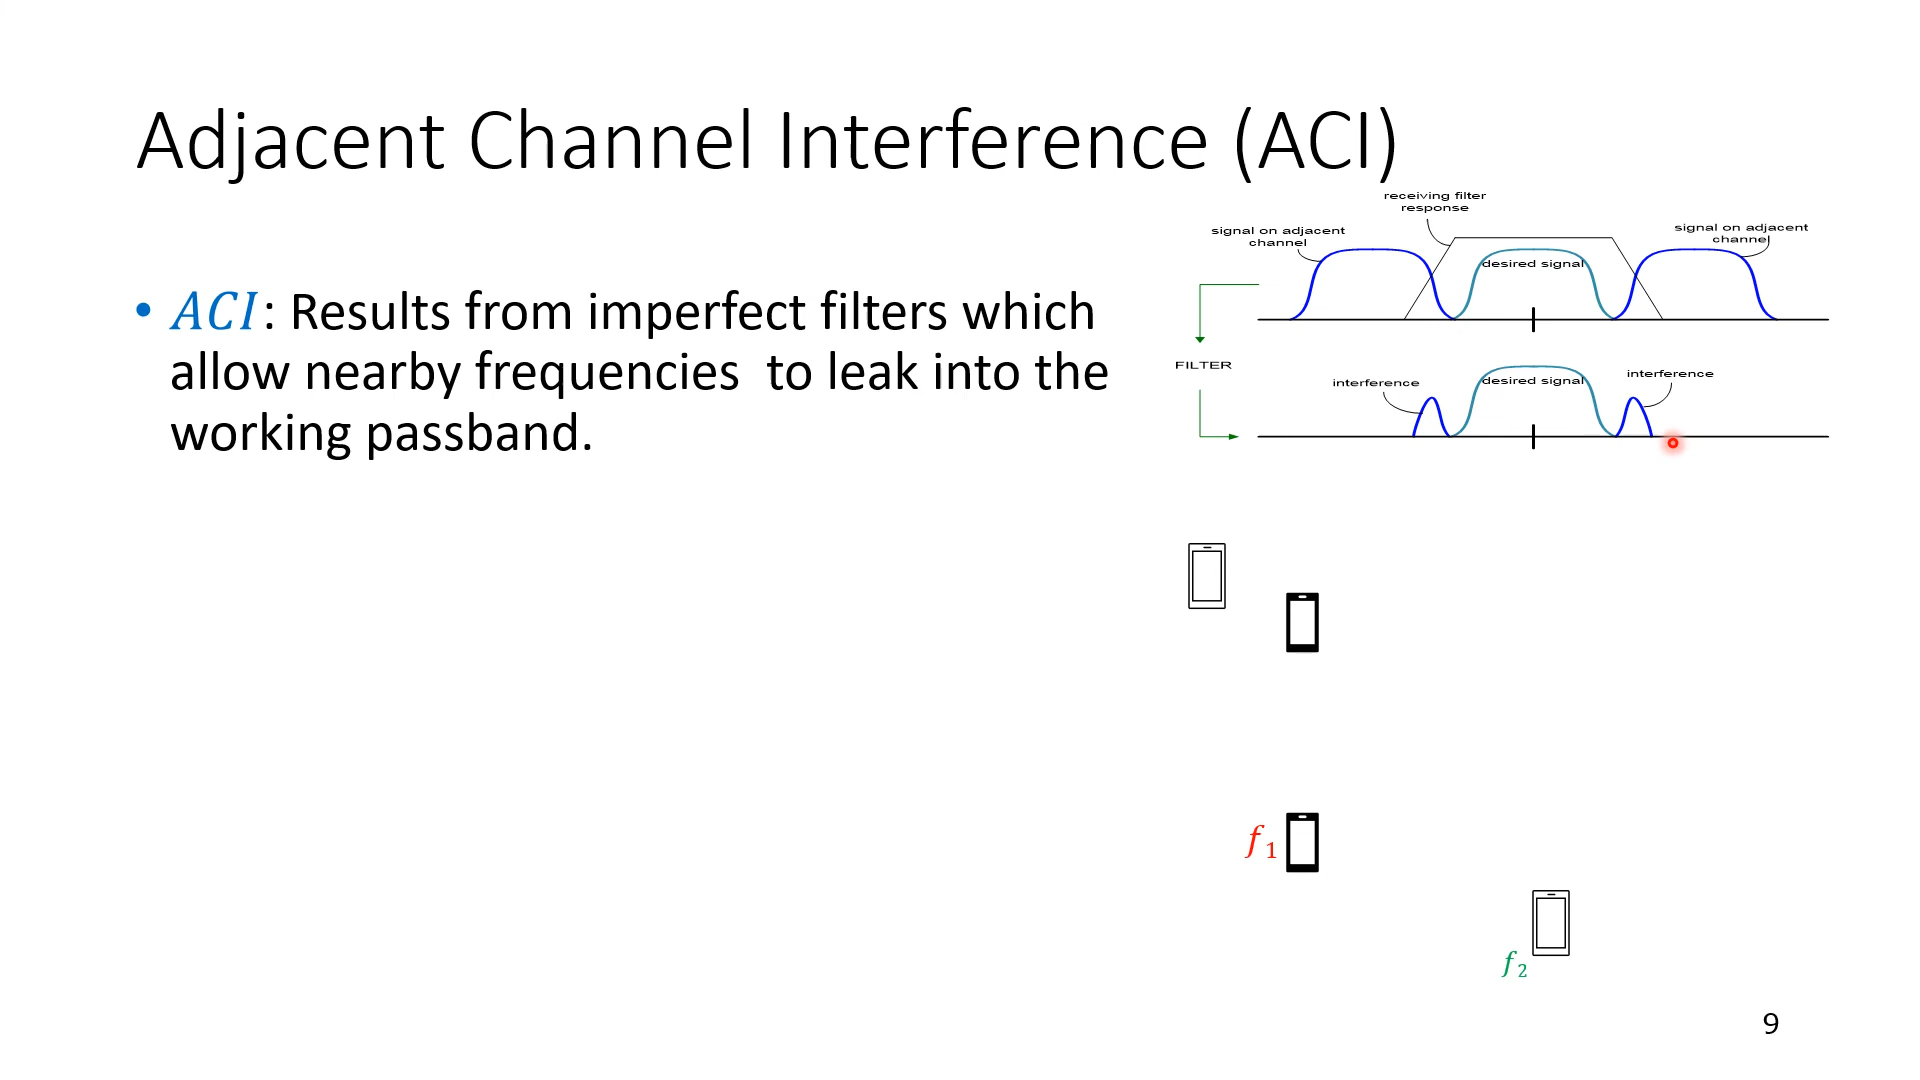 Adjacent Channel Interference (ACI)
• ACI: Results from imperfect filters which
allow nearby frequencies to leak into the
working passband.
receiving filter
response
signal on adjacent
channel
signal on adjacent
channel
desired signal
FILTER
interference
desired signal
interference
f1
f2
9